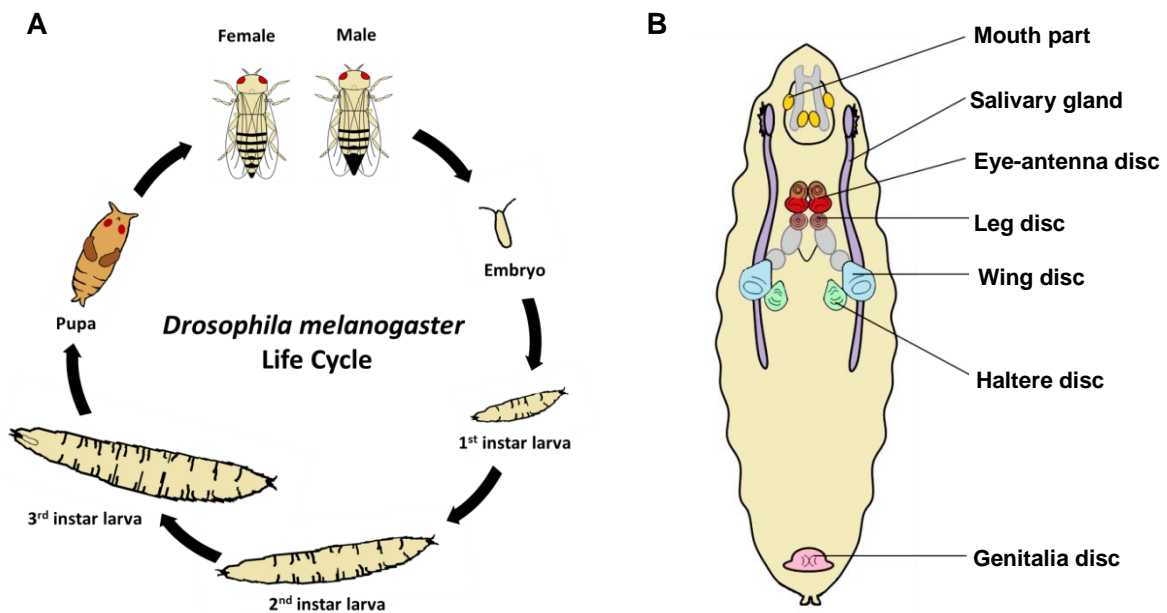 A
Female
Male
Embryo
1st instar larva
2nd instar larva
3rd instar larva
Pupa
Drosophila melanogaster
Life Cycle
B
Mouth part
Salivary gland
Eye-antenna disc
Leg disc
Wing disc
Haltere disc
Genitalia disc